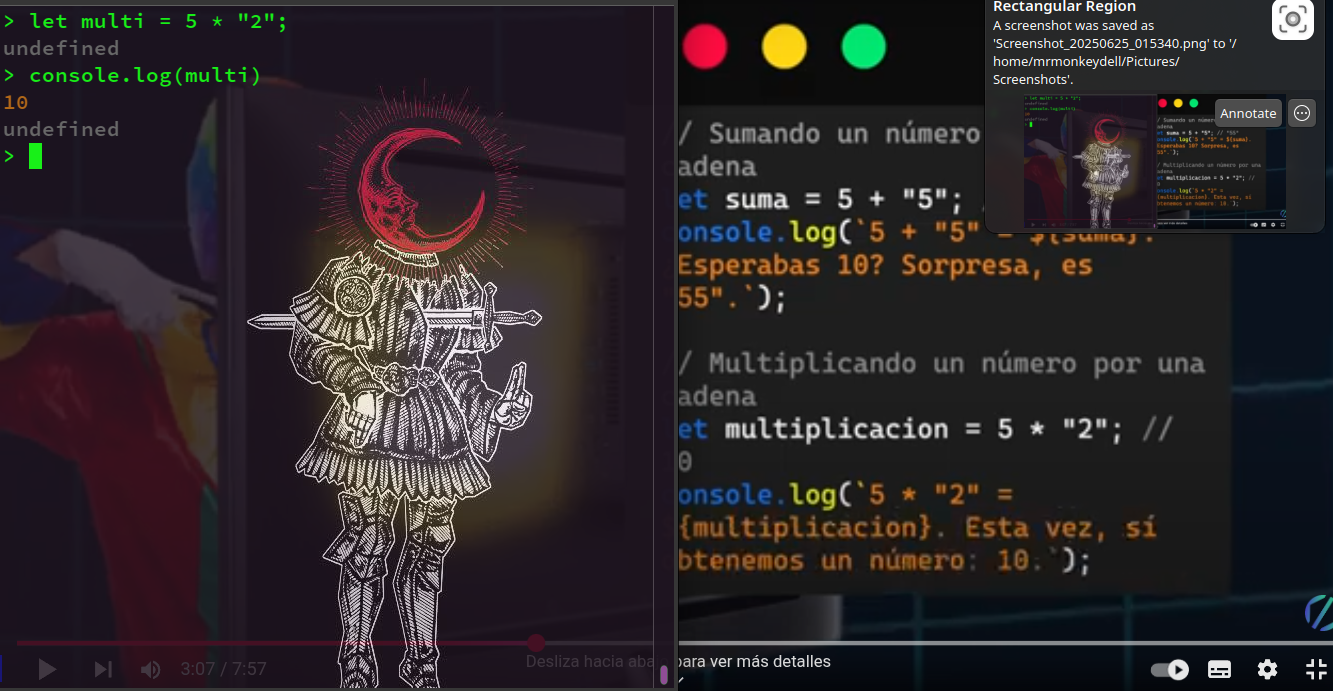 > let multi = 5 * "2";
undefined
> console.log(multi)
10
undefined
>
3:07 / 7:57
Desliza hacia aba
para ver más detalles
/ Sumando un número
adena
et suma = 5 + "5";
onsole.log(`5 + "5" = ${suma}.
Esperabas 10? Sorpresa, es
55".`);
/ Multiplicando un número por una
adena
et multiplicacion = 5 * "2"; //
0
onsole.log(`5 * "2" =
{multiplicacion}. Esta vez, sí
btenemos un número: 10.`);
Rectangular Region
A screenshot was saved as
'Screenshot_20250625_015340.png' to '/
home/mrmonkeydell/Pictures/
Screenshots'.
Annotate